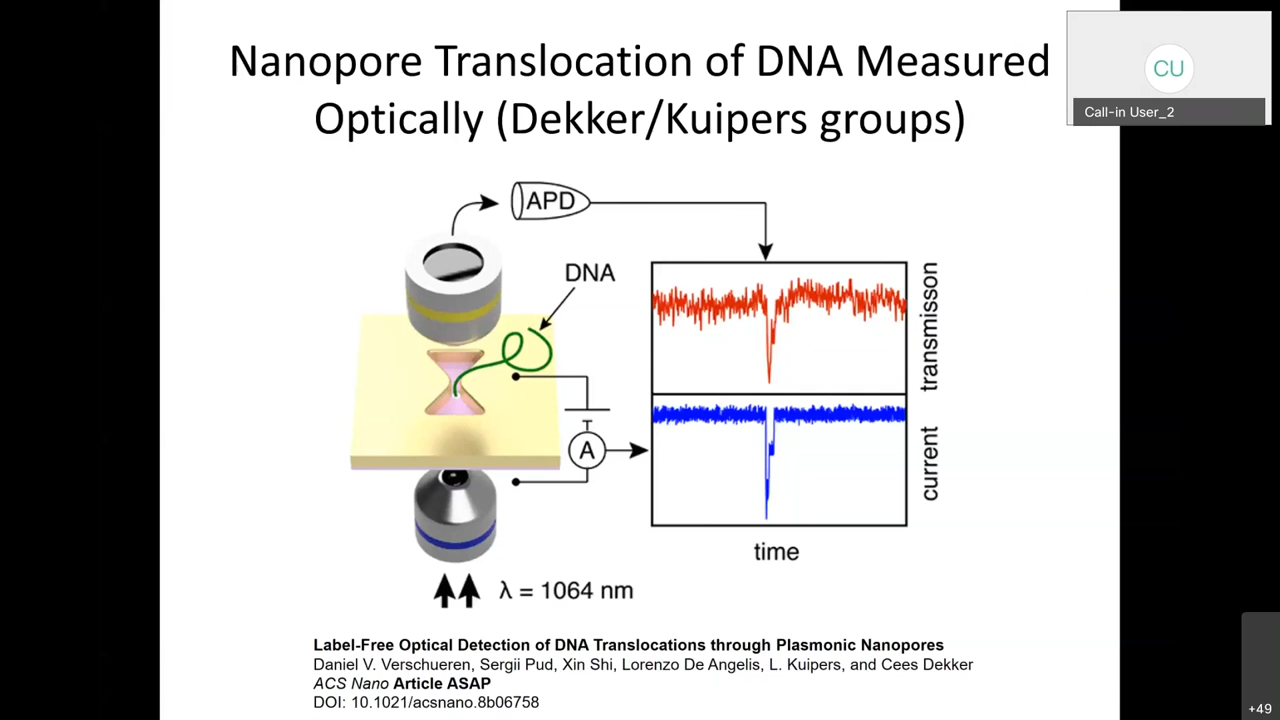 Nanopore Translocation of DNA Measured
Optically (Dekker/Kuipers groups)
CU
Call-in User_2
APD
DNA
transmisson
A
current
time
λ = 1064 nm
Label-Free Optical Detection of DNA Translocations through Plasmonic Nanopores
Daniel V. Verschueren, Sergii Pud, Xin Shi, Lorenzo De Angelis, L. Kuipers, and Cees Dekker
ACS Nano Article ASAP
DOI: 10.1021/acsnano.8b06758
+49